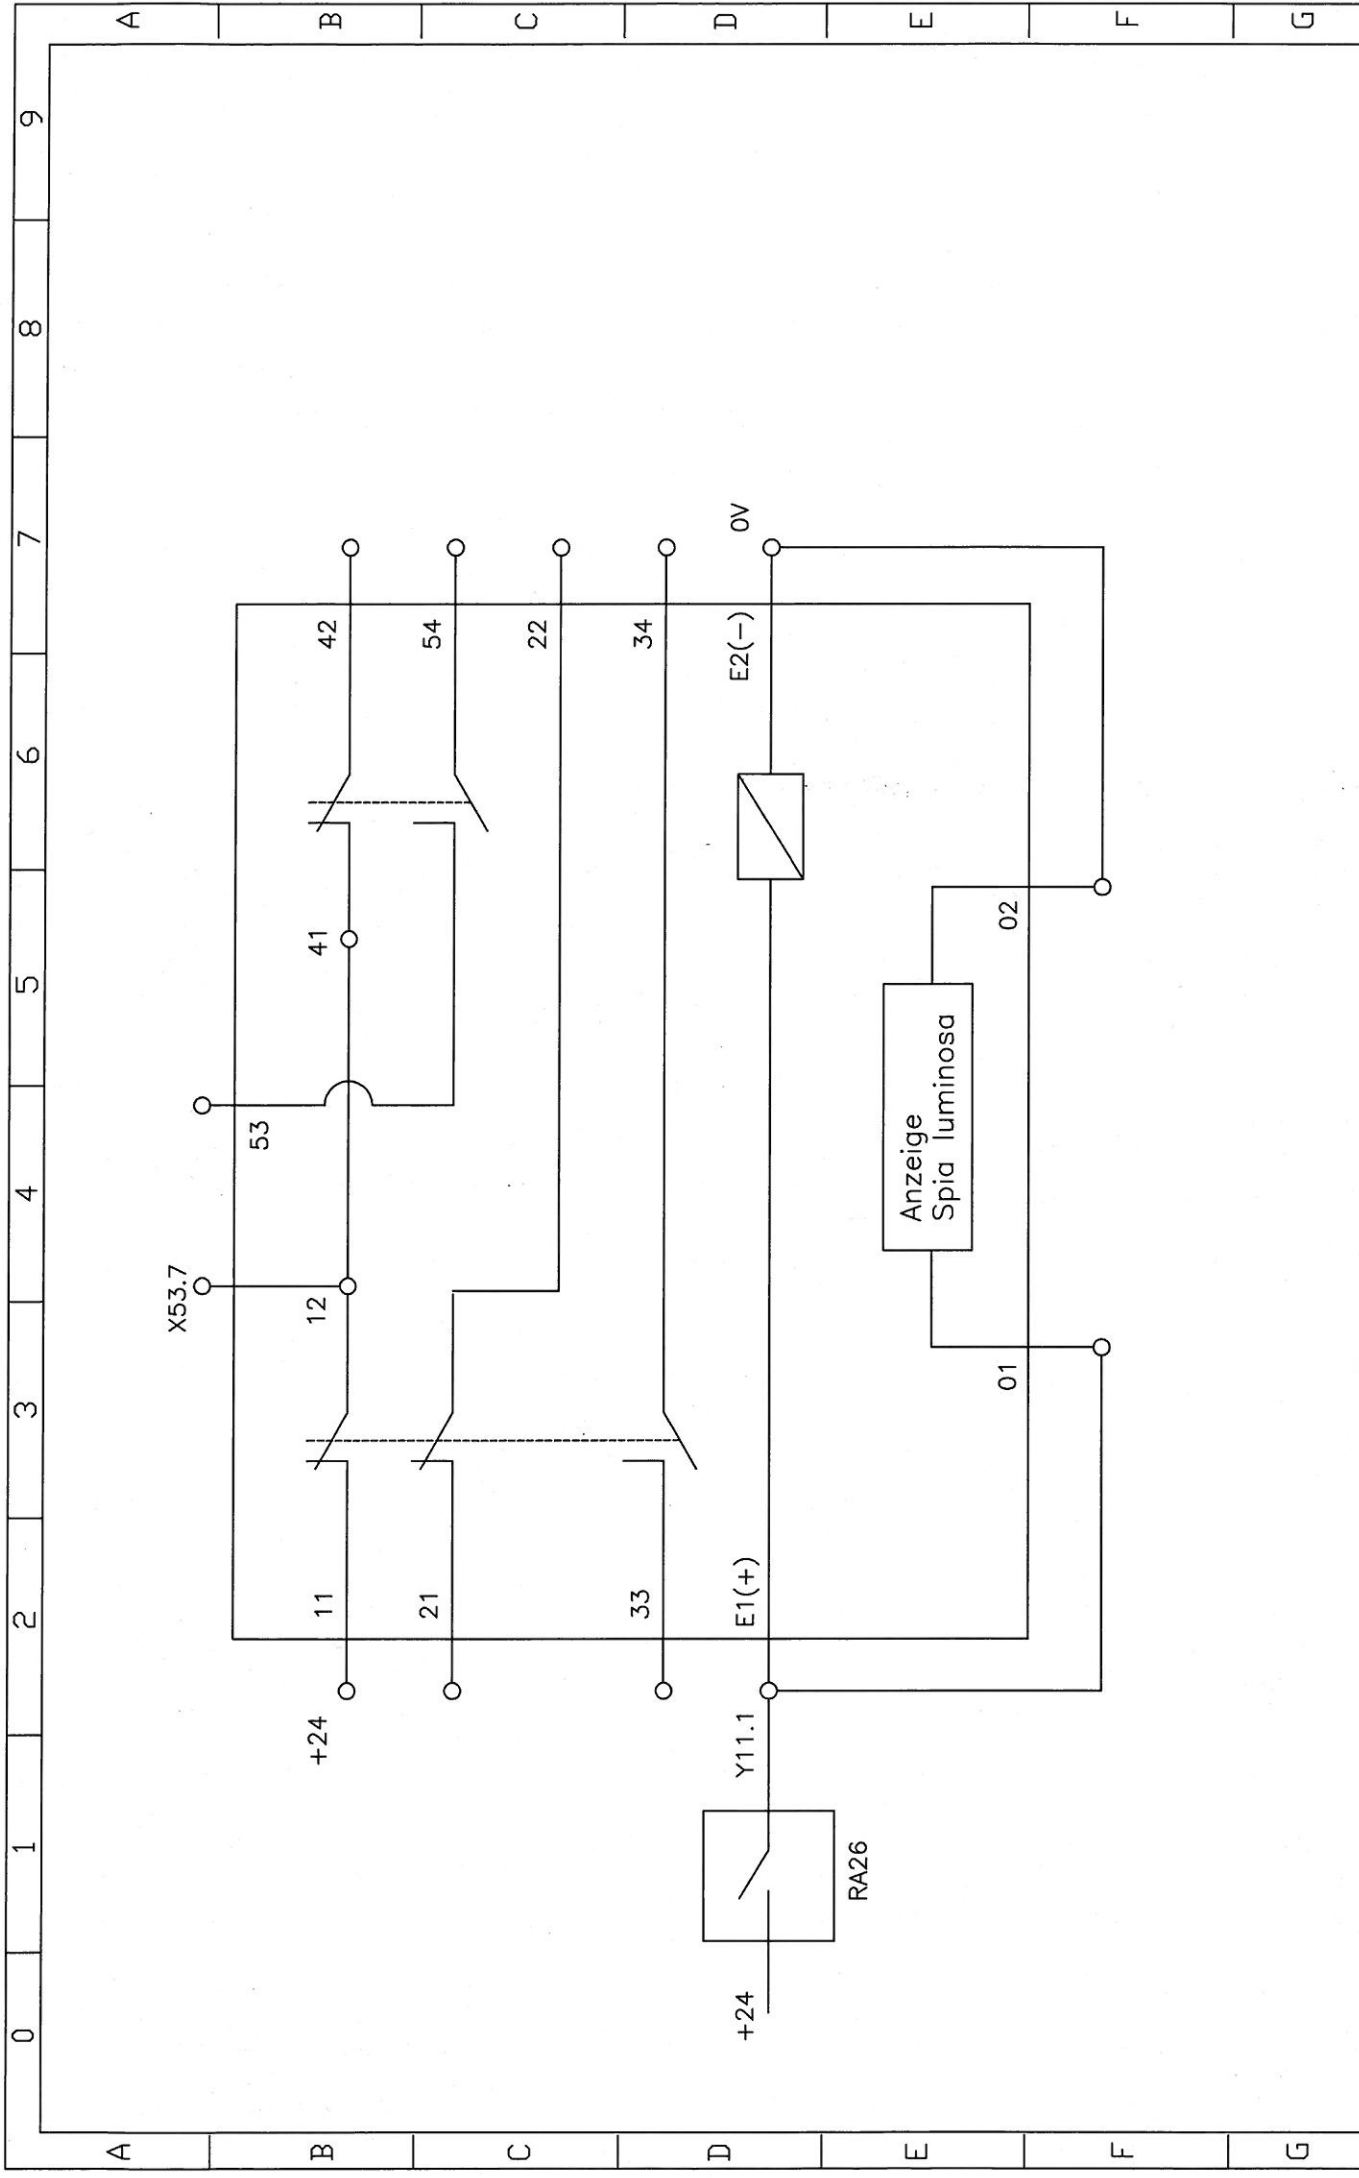 0 1 2 3 4 5 6 7 8 9
A A
X53.7
53
B B
+24
11
12
41
42
21
54
C C
22
33
34
D D
+24
Y11.1
E1(+)
E2(-)
0V
RA26
E E
Anzeige
Spia luminosa
01
02
F F
G G